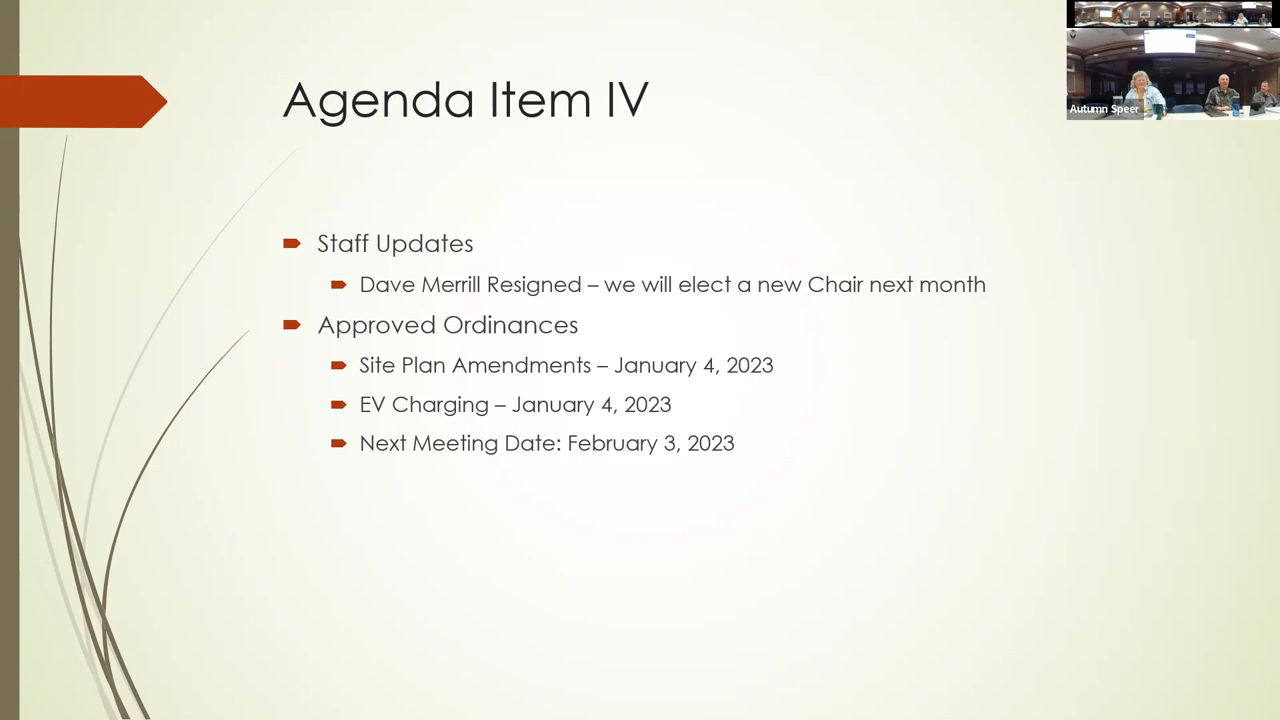 Agenda Item IV
Autumn Speer
Staff Updates
Dave Merrill Resigned – we will elect a new Chair next month
Approved Ordinances
Site Plan Amendments – January 4, 2023
EV Charging – January 4, 2023
Next Meeting Date: February 3, 2023